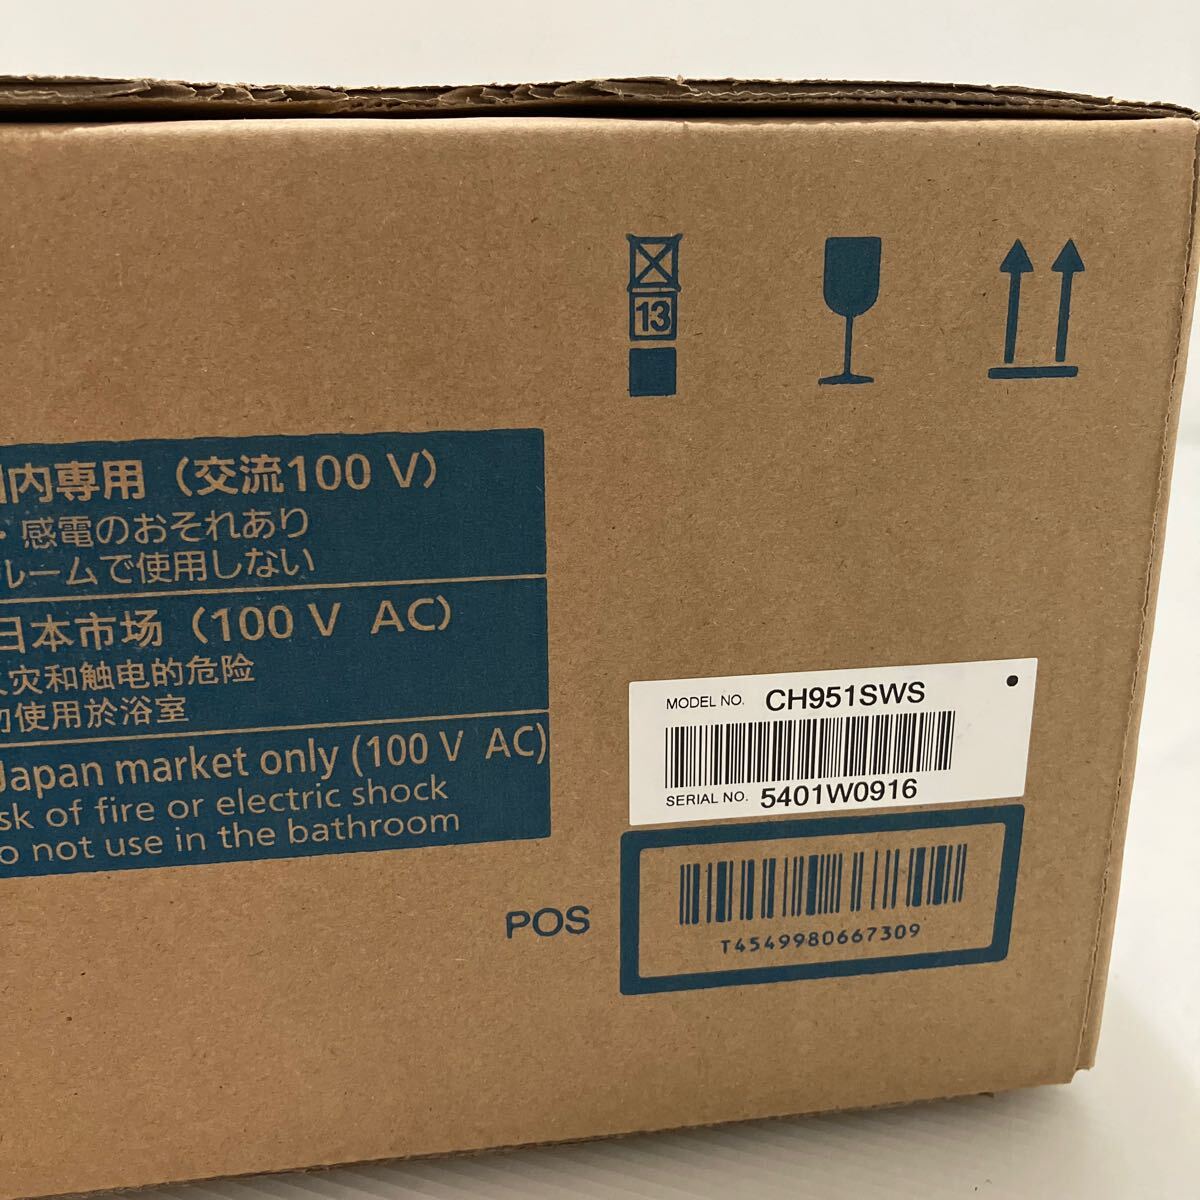 13
内専用（交流100 V）
・感電のおそれあり
ルームで使用しない
日本市场（100 V AC）
灾和触电的危险
使用於浴室
Japan market only (100 V AC)
sk of fire or electric shock
o not use in the bathroom
MODEL NO. CH951SWS
SERIAL NO. 5401W0916
POS
T4549980667309